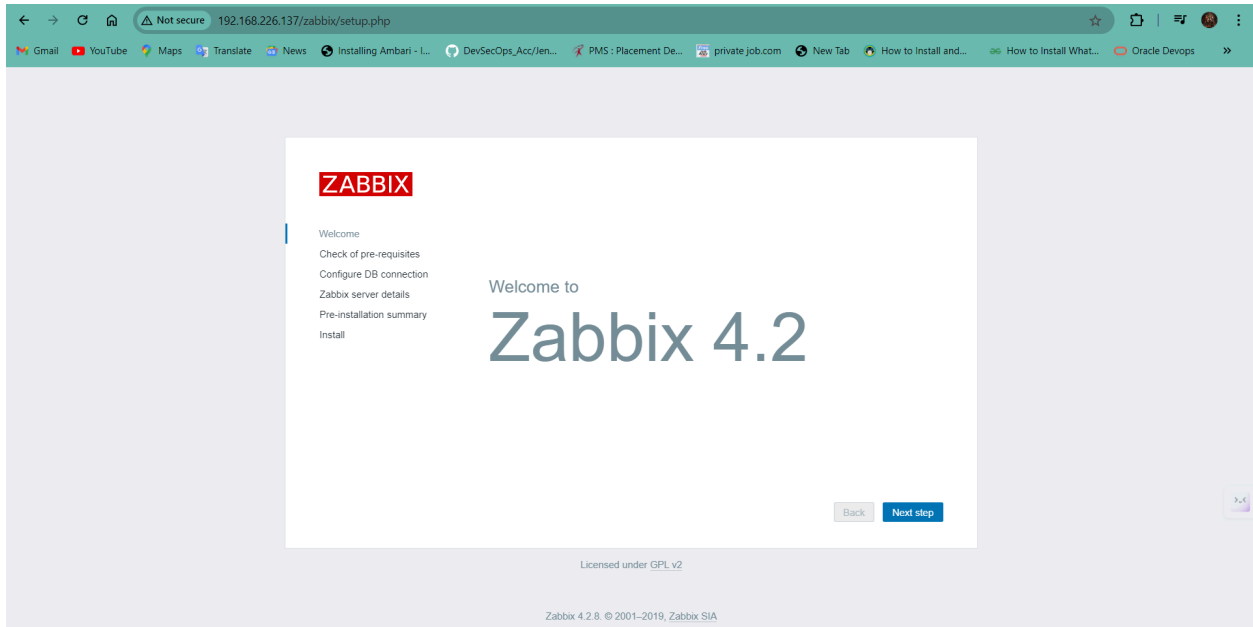 Not secure 192.168.226.137/zabbix/setup.php
Gmail YouTube Maps Translate News Installing Ambari - I... DevSecOps_Acc/Jen... PMS : Placement De... private job.com New Tab How to Install and... How to Install What... Oracle Devops »
ZABBIX
Welcome
Check of pre-requisites
Configure DB connection
Zabbix server details
Pre-installation summary
Install
Welcome to
Zabbix 4.2
Back Next step
Licensed under GPL v2
Zabbix 4.2.8. © 2001–2019, Zabbix SIA